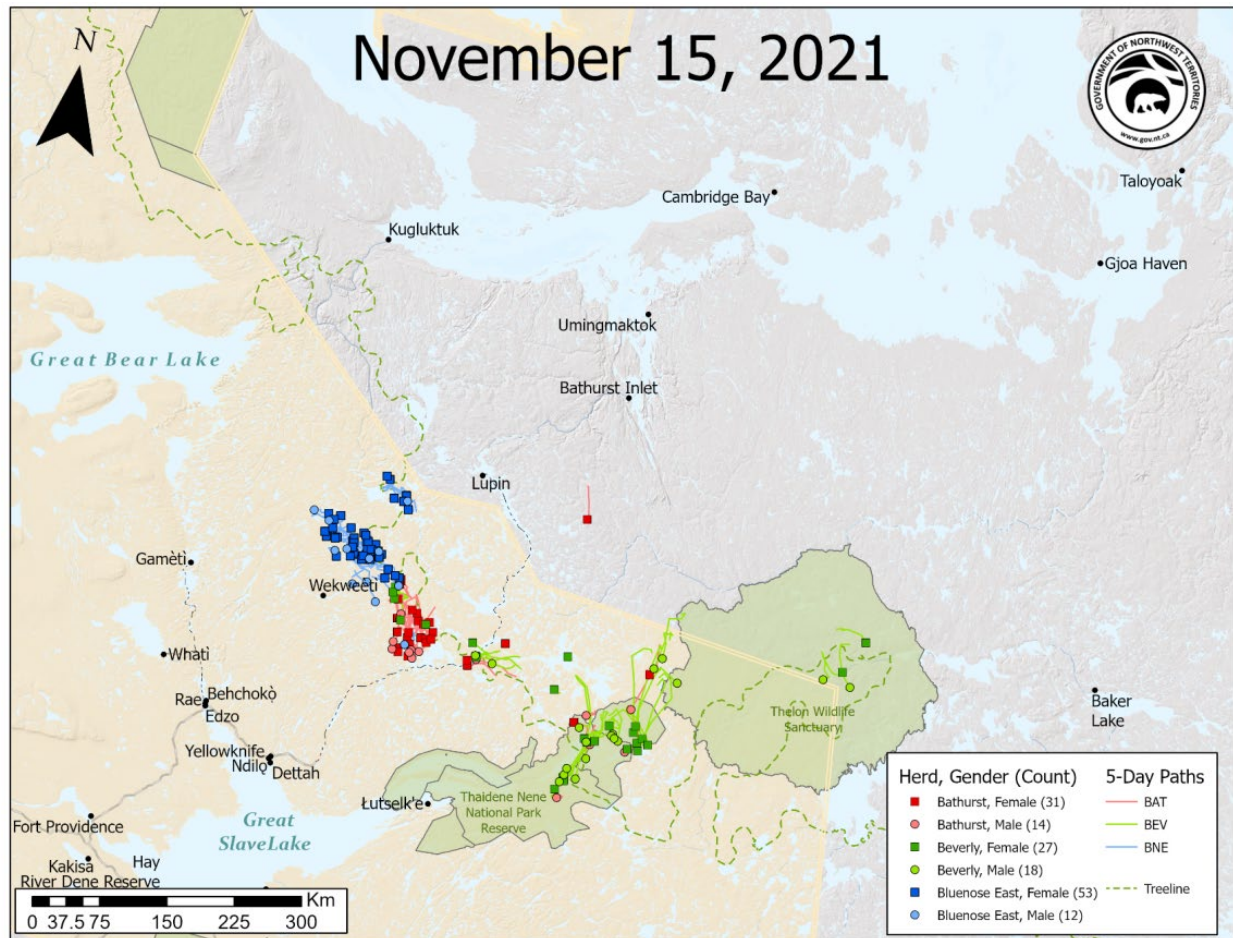 November 15, 2021
N
GOVERNMENT OF NORTHWEST TERRITORIES
www.gov.nt.ca
Taloyoak
Cambridge Bay
Kugluktuk
Gjoa Haven
Umingmaktok
Great Bear Lake
Bathurst Inlet
Lupin
Gamètì
Wekweètì
Whatì
Rae
Behchokǫ̀
Edzo
Thelon Wildlife
Sanctuary
Baker
Lake
Yellowknife
Ndilǫ
Dettah
Łutselk'e
Thaidene Nene
National Park
Reserve
Great
Slave Lake
Fort Providence
Kakisa
Hay
River Dene Reserve
Km
0 37.5 75 150 225 300
Herd, Gender (Count)
Bathurst, Female (31)
Bathurst, Male (14)
Beverly, Female (27)
Beverly, Male (18)
Bluenose East, Female (53)
Bluenose East, Male (12)
5-Day Paths
BAT
BEV
BNE
Treeline